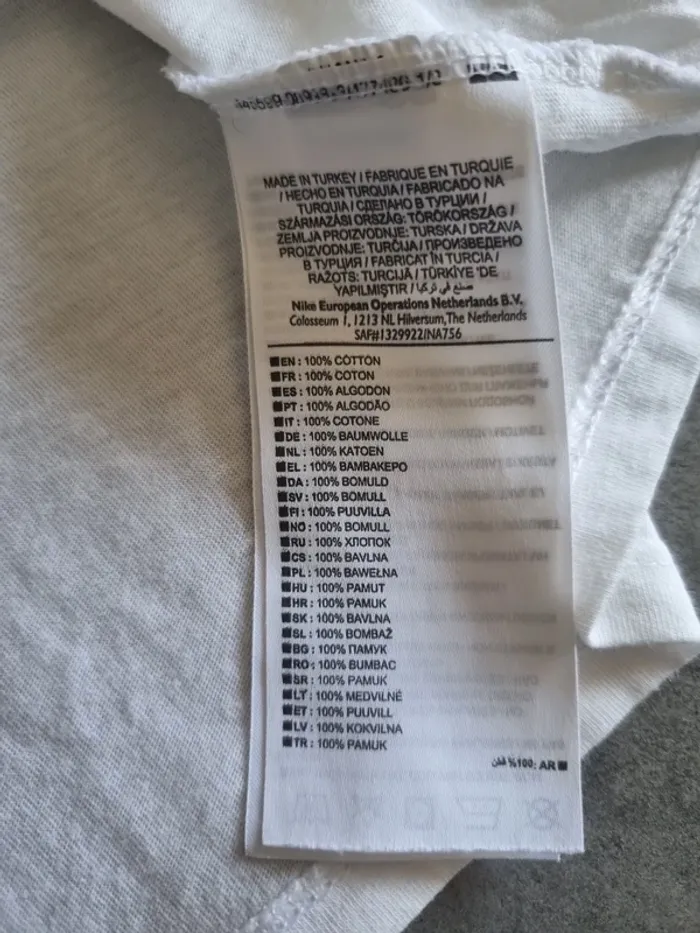 MADE IN TURKEY / FABRIQUE EN TURQUIE
/ HECHO EN TURQUIA / FABRICADO NA
TURQUIA / СДЕЛАНО В ТУРЦИИ /
SZÁRMAZÁSI ORSZÁG: TÖRÖKORSZÁG /
ZEMLJA PROIZVODNJE: TURSKA / DRŽAVA
PROIZVODNJE: TURČIJA / ПРОИЗВЕДЕНО
В ТУРЦИЯ / FABRICAT ÎN TURCIA /
RAŽOTS: TURCIJĀ / TÜRKİYE 'DE
YAPILMIŞTIR / صنع في تركيا
Nike European Operations Netherlands B.V.
Colosseum 1, 1213 NL Hilversum, The Netherlands
SAF#1329922/NA756
EN : 100% COTTON
FR : 100% COTON
ES : 100% ALGODON
PT : 100% ALGODÃO
IT : 100% COTONE
DE : 100% BAUMWOLLE
NL : 100% KATOEN
EL : 100% ΒΑΜΒΑΚΕΡΟ
DA : 100% BOMULD
SV : 100% BOMULL
FI : 100% PUUVILLA
NO : 100% BOMULL
RU : 100% ХЛОПОК
CS : 100% BAVLNA
PL : 100% BAWEŁNA
HU : 100% PAMUT
HR : 100% PAMUK
SK : 100% BAVLNA
SL : 100% BOMBAŽ
BG : 100% ПАМУК
RO : 100% BUMBAC
SR : 100% PAMUK
LT : 100% MEDVILNĖ
ET : 100% PUUVILL
LV : 100% KOKVILNA
TR : 100% PAMUK
AR :100% قطن